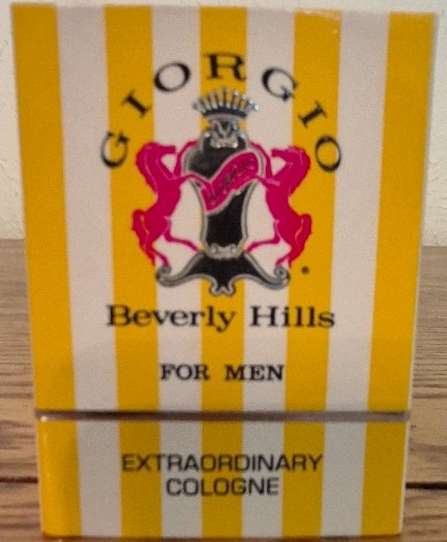 GIORGIO
Beverly Hills
FOR MEN
EXTRAORDINARY
COLOGNE